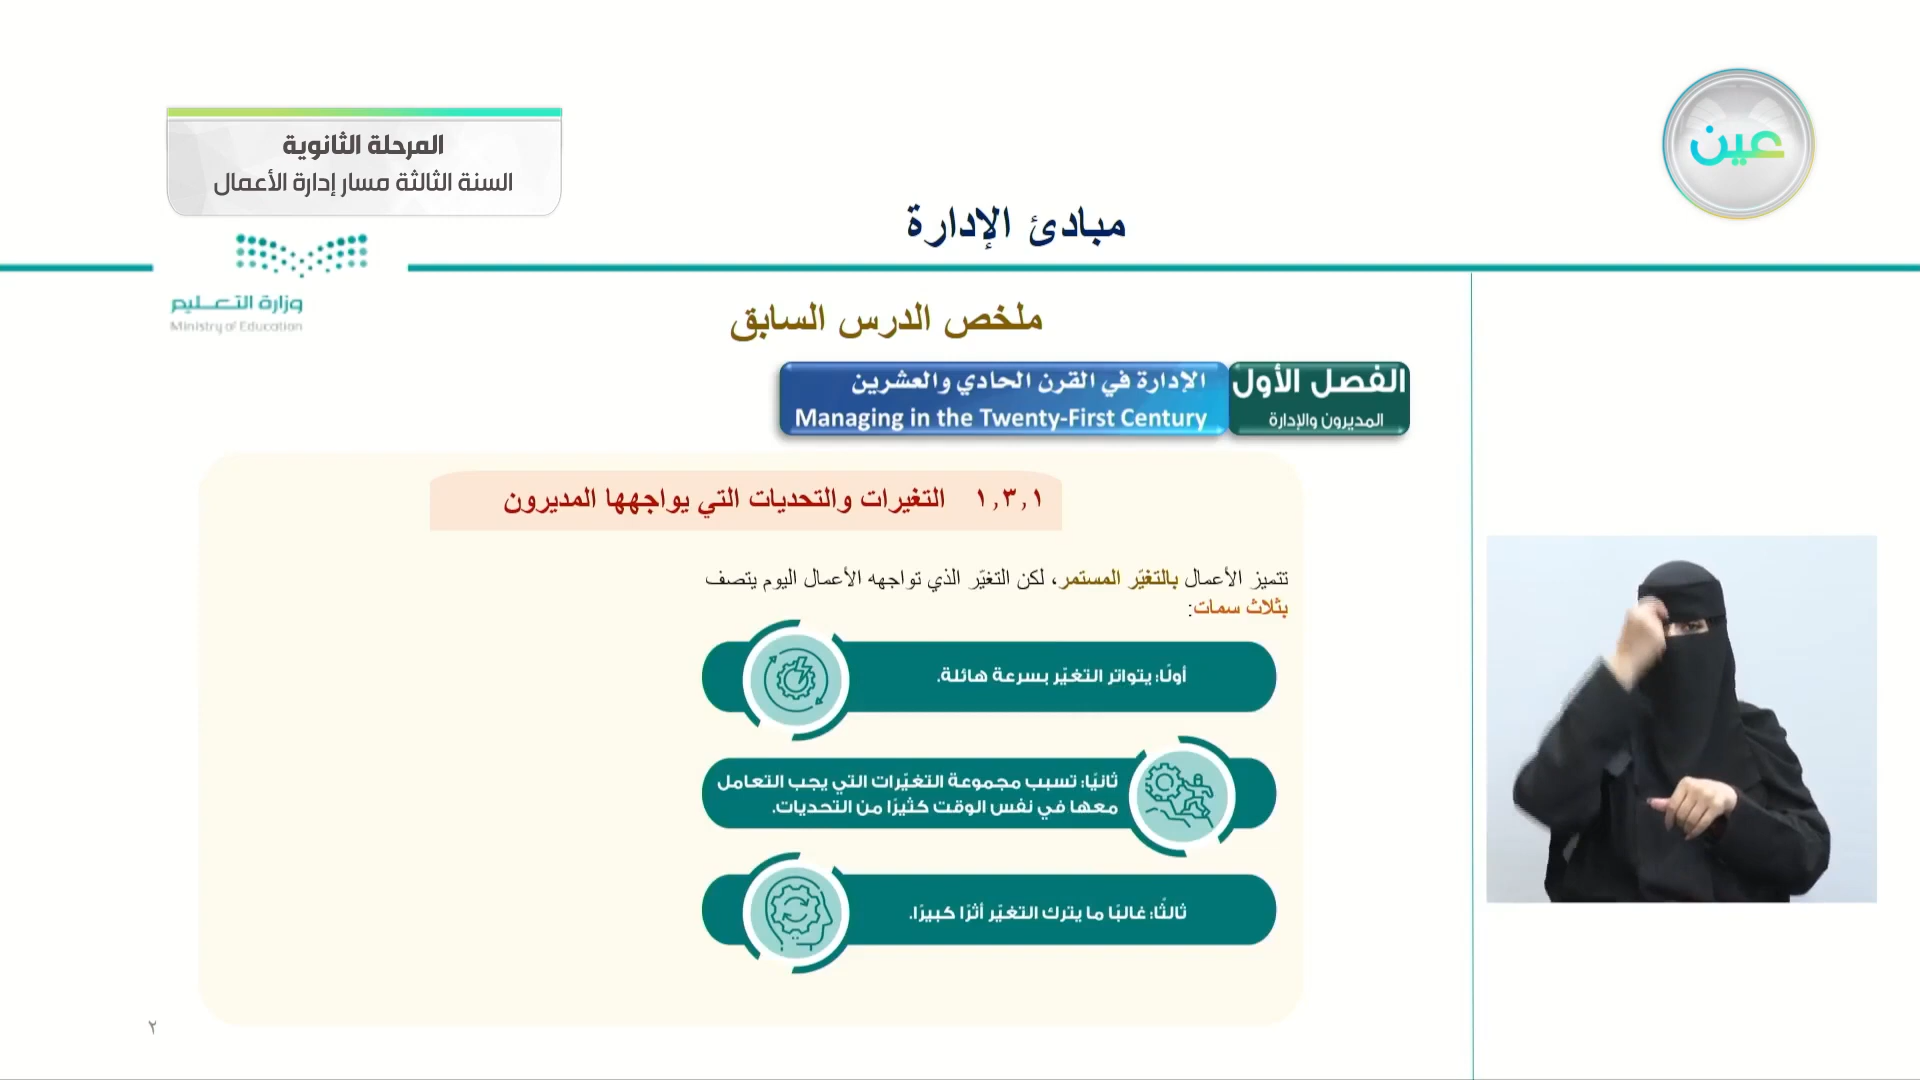 المرحلة الثانوية
السنة الثالثة مسار إدارة الأعمال
عين
مبادئ الإدارة
وزارة التعليم
Ministry of Education
ملخص الدرس السابق
الفصل الأول
المديرون والإدارة
الإدارة في القرن الحادي والعشرين
Managing in the Twenty-First Century
١,٣,١ التغيرات والتحديات التي يواجهها المديرون
تتميز الأعمال بالتغيّر المستمر، لكن التغيّر الذي تواجهه الأعمال اليوم يتصف
بثلاث سمات:
أولًا: يتواتر التغيّر بسرعة هائلة.
ثانيًا: تسبب مجموعة التغيّرات التي يجب التعامل
معها في نفس الوقت كثيرًا من التحديات.
ثالثًا: غالبًا ما يترك التغيّر أثرًا كبيرًا.
٢